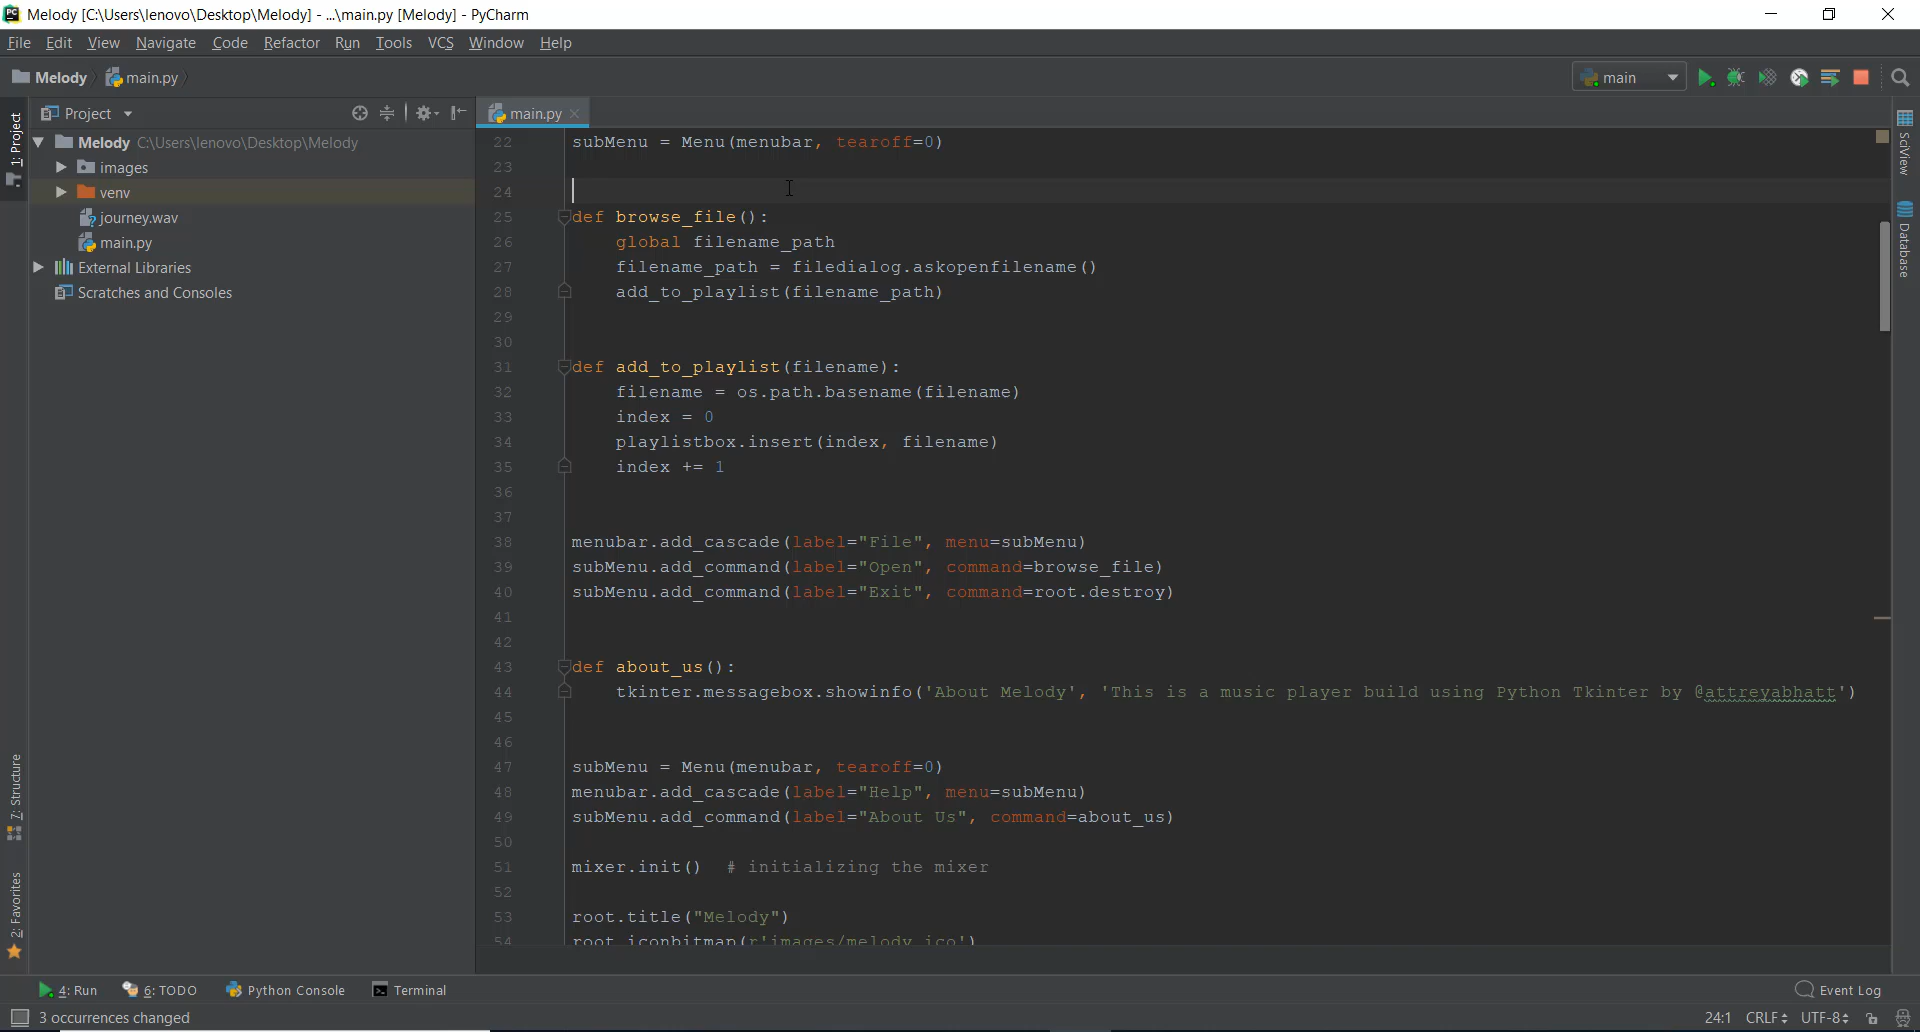 Melody [C:\Users\lenovo\Desktop\Melody] - ...\main.py [Melody] - PyCharm
File Edit View Navigate Code Refactor Run Tools VCS Window Help
Melody main.py main
1: Project
Project
Melody C:\Users\lenovo\Desktop\Melody
images
venv
journey.wav
main.py
External Libraries
Scratches and Consoles
7: Structure
2: Favorites
main.py
22 subMenu = Menu(menubar, tearoff=0)
23
24
25 def browse_file():
26 global filename_path
27 filename_path = filedialog.askopenfilename()
28 add_to_playlist(filename_path)
29
30
31 def add_to_playlist(filename):
32 filename = os.path.basename(filename)
33 index = 0
34 playlistbox.insert(index, filename)
35 index += 1
36
37
38 menubar.add_cascade(label="File", menu=subMenu)
39 subMenu.add_command(label="Open", command=browse_file)
40 subMenu.add_command(label="Exit", command=root.destroy)
41
42
43 def about_us():
44 tkinter.messagebox.showinfo('About Melody', 'This is a music player build using Python Tkinter by @attreyabhatt')
45
46
47 subMenu = Menu(menubar, tearoff=0)
48 menubar.add_cascade(label="Help", menu=subMenu)
49 subMenu.add_command(label="About Us", command=about_us)
50
51 mixer.init() # initializing the mixer
52
53 root.title("Melody")
54 root.iconbitmap(r'images/melody.ico')
SciView
Database
4: Run 6: TODO Python Console Terminal Event Log
3 occurrences changed 24:1 CRLF UTF-8